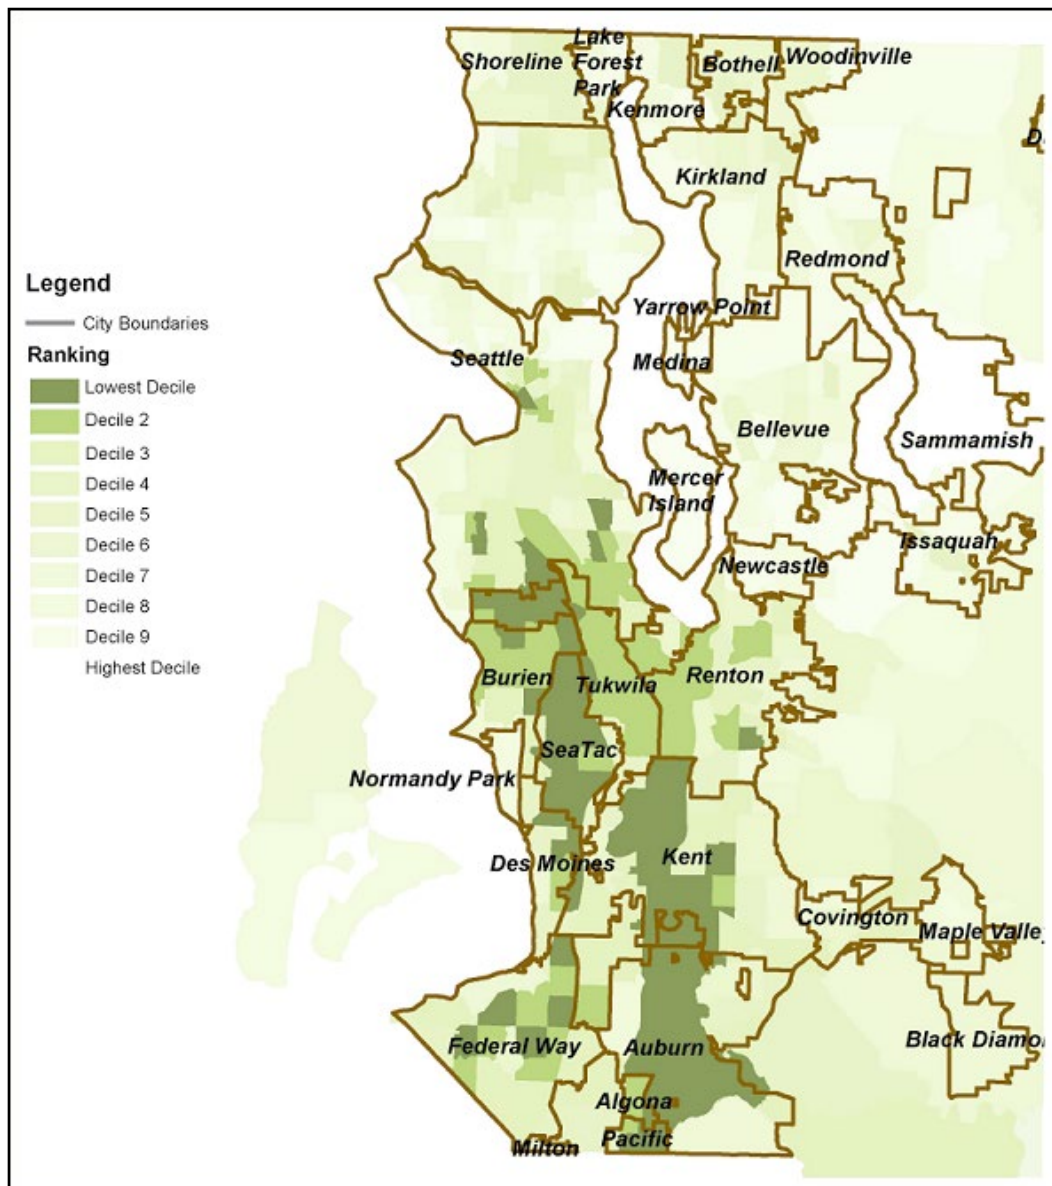 Lake
Shoreline
Forest
Bothell
Woodinville
Park
Kenmore
Kirkland
Redmond
Legend
City Boundaries
Yarrow Point
Ranking
Seattle
Medina
Lowest Decile
Decile 2
Bellevue
Sammamish
Decile 3
Decile 4
Mercer
Island
Decile 5
Issaquah
Decile 6
Newcastle
Decile 7
Decile 8
Decile 9
Highest Decile
Burien
Tukwila
Renton
SeaTac
Normandy Park
Des Moines
Kent
Covington
Maple Valle
Federal Way
Auburn
Black Diamo
Algona
Pacific
Milton